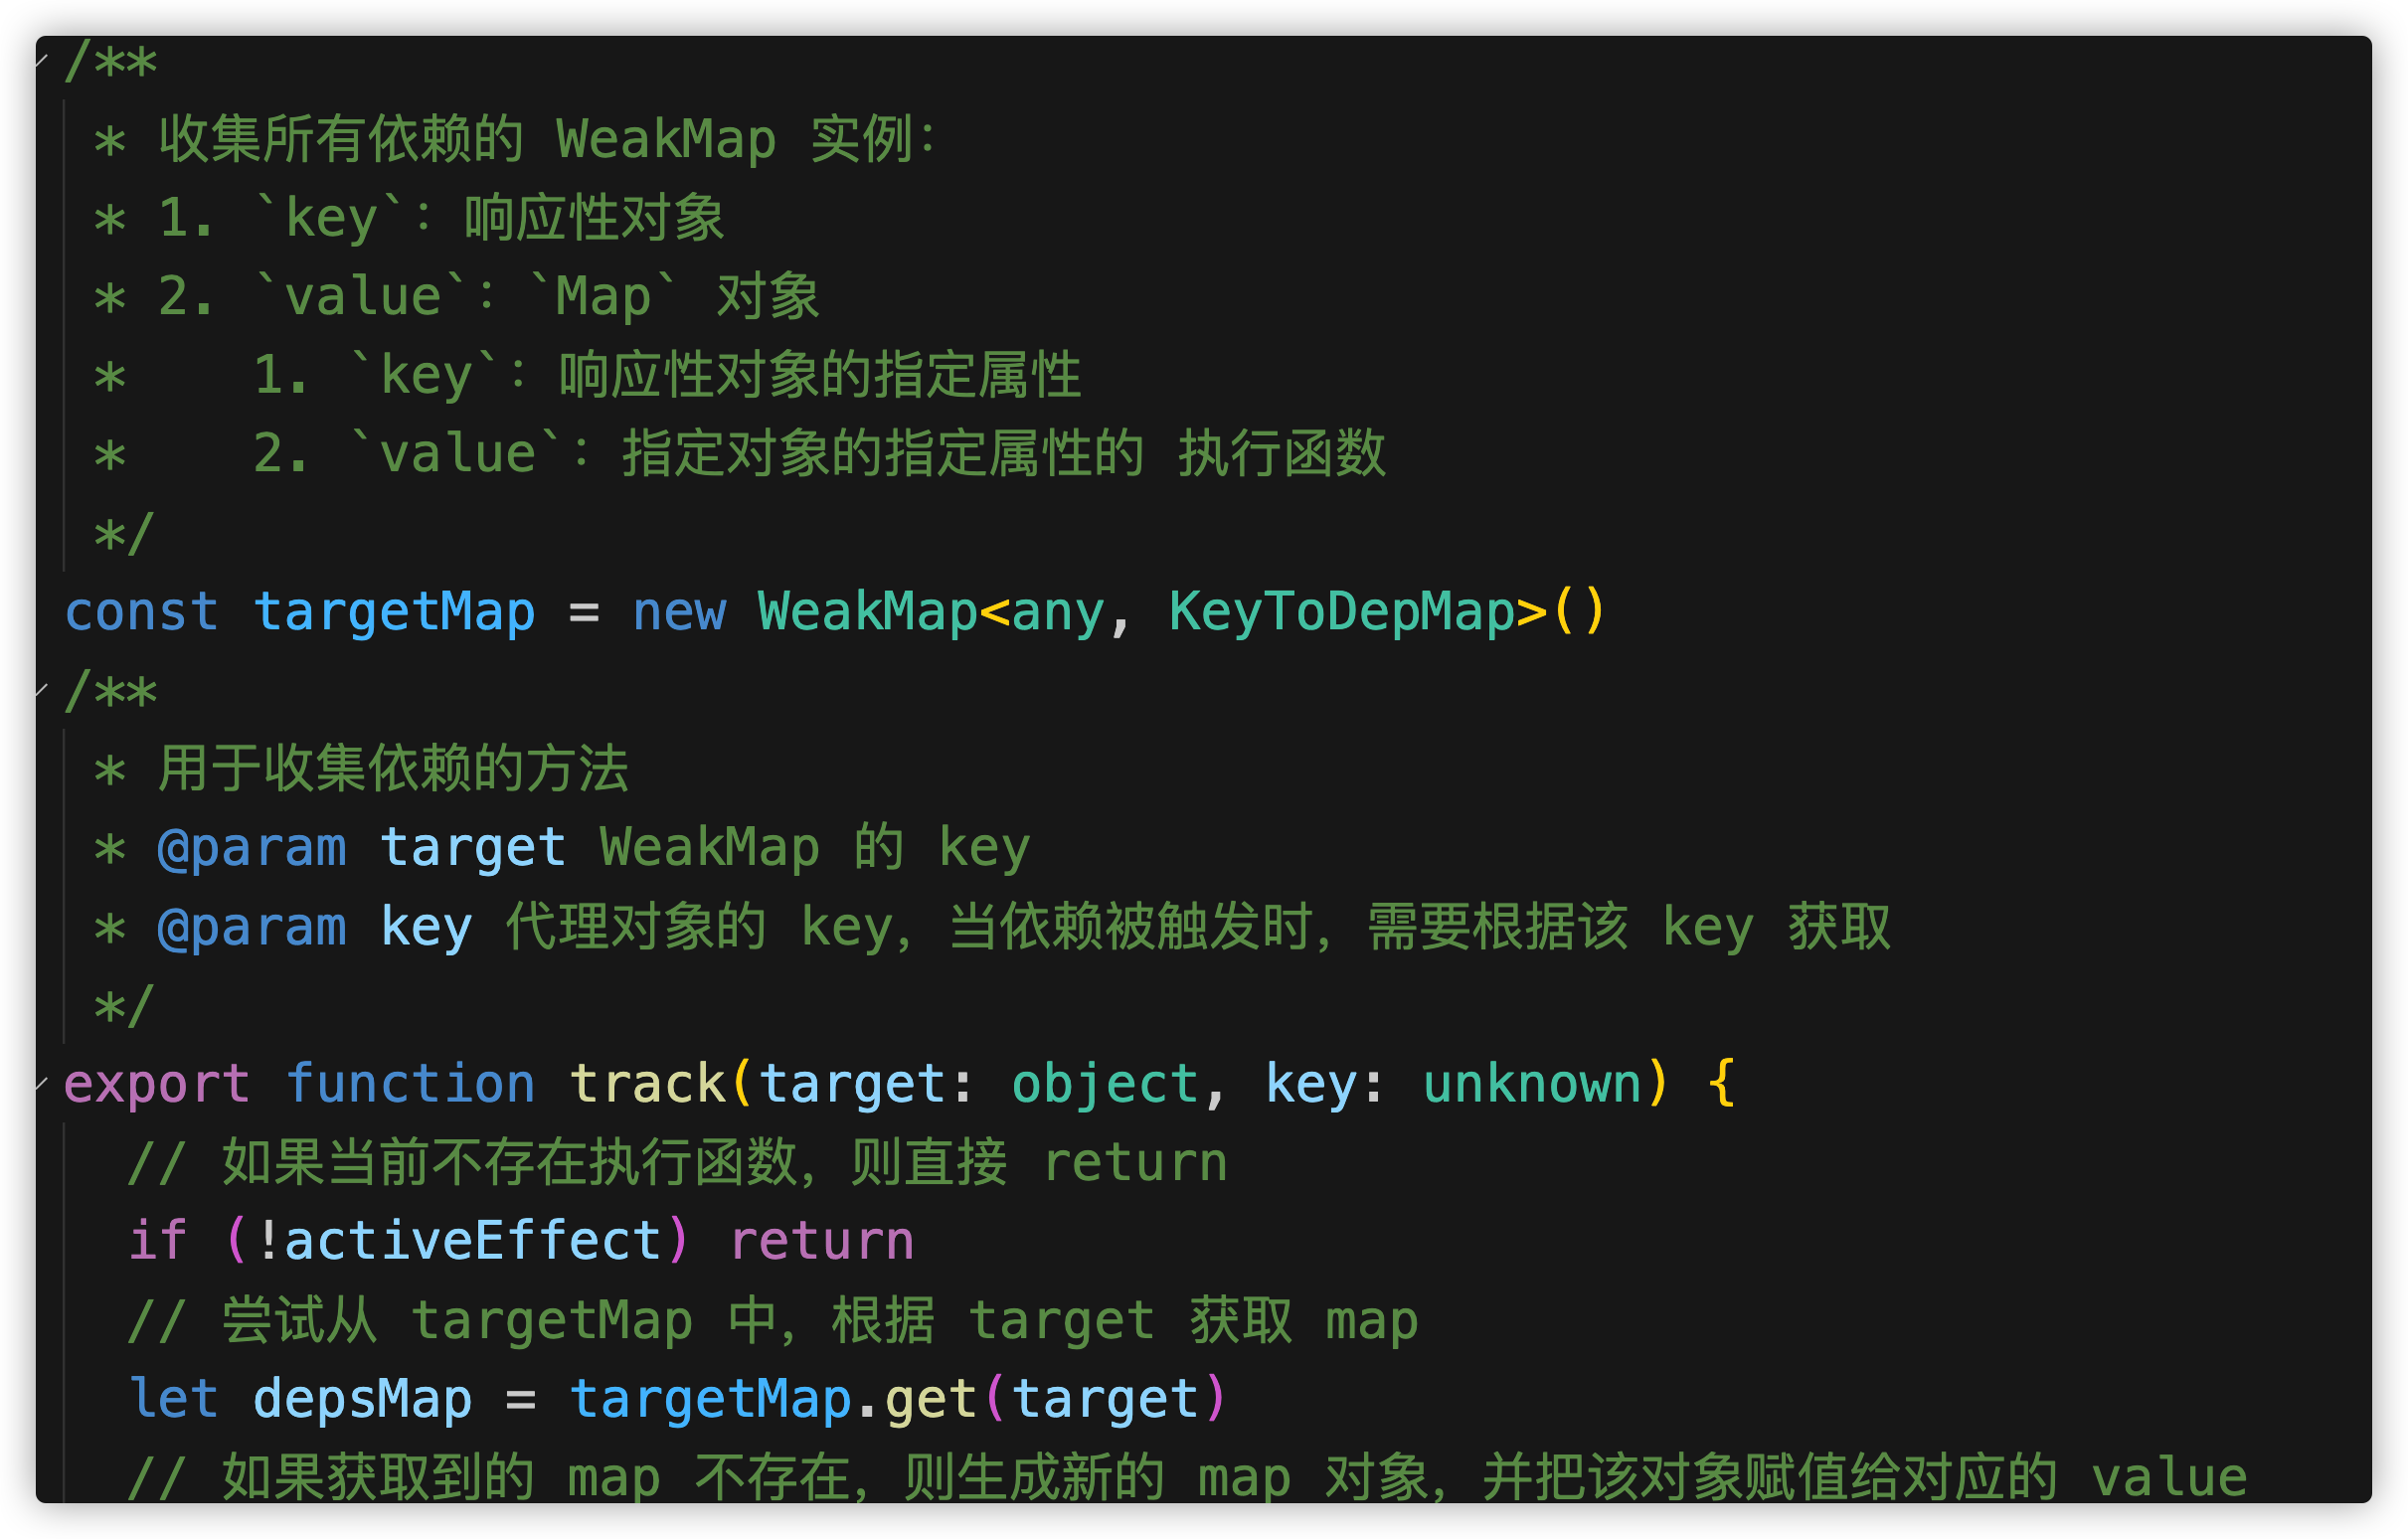 /**
 * 收集所有依赖的 WeakMap 实例：
 * 1. `key`：响应性对象
 * 2. `value`：`Map` 对象
 *    1. `key`：响应性对象的指定属性
 *    2. `value`：指定对象的指定属性的 执行函数
 */
const targetMap = new WeakMap<any, KeyToDepMap>()
/**
 * 用于收集依赖的方法
 * @param target WeakMap 的 key
 * @param key 代理对象的 key，当依赖被触发时，需要根据该 key 获取
 */
export function track(target: object, key: unknown) {
  // 如果当前不存在执行函数，则直接 return
  if (!activeEffect) return
  // 尝试从 targetMap 中，根据 target 获取 map
  let depsMap = targetMap.get(target)
  // 如果获取到的 map 不存在，则生成新的 map 对象，并把该对象赋值给对应的 value